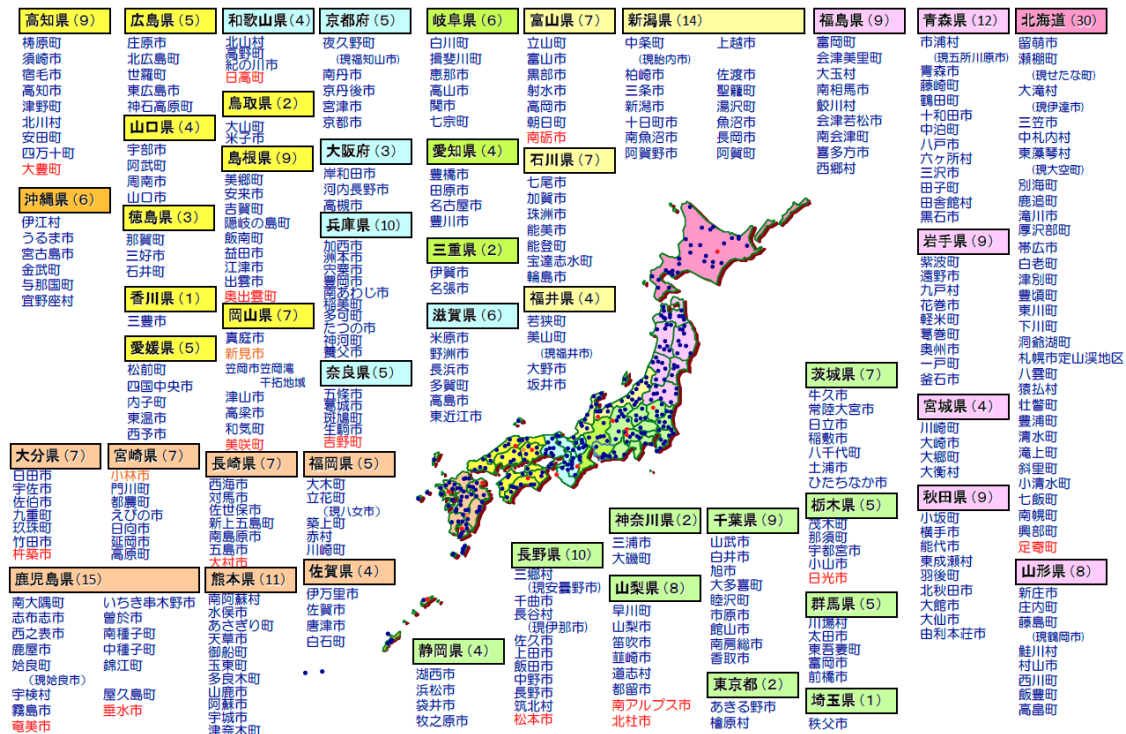 高知県(9)
梼原町
須崎市
宿毛市
高知市
津野町
北川村
安田町
四万十町
大豊町
沖縄県(6)
伊江村
うるま市
宮古島市
金武町
与那国町
宜野座村
広島県(5)
庄原市
北広島町
世羅町
東広島市
神石高原町
山口県(4)
宇部市
阿武町
周南市
山口市
徳島県(3)
那賀町
三好市
石井町
香川県(1)
三豊市
愛媛県(5)
松前町
四国中央市
内子町
東温市
西予市
和歌山県(4)
北山村
高野町
紀の川市
日高町
鳥取県(2)
大山町
米子市
島根県(9)
美郷町
安来市
吉賀町
隠岐の島町
飯南町
益田市
江津市
出雲市
奥出雲町
岡山県(7)
真庭市
新見市
笠岡市笠岡湾
干拓地域
津山市
高梁市
和気町
美咲町
京都府(5)
夜久野町
(現福知山市)
南丹市
京丹後市
宮津市
京都市
大阪府(3)
岸和田市
河内長野市
高槻市
兵庫県(10)
加西市
洲本市
宍粟市
豊岡市
南あわじ市
稲美町
多可町
たつの市
神河町
養父市
奈良県(5)
五條市
葛城市
斑鳩町
生駒市
吉野町
岐阜県(6)
白川町
揖斐川町
恵那市
高山市
関市
七宗町
愛知県(4)
豊橋市
田原市
名古屋市
豊川市
三重県(2)
伊賀市
名張市
滋賀県(6)
米原市
野洲市
長浜市
多賀町
高島市
東近江市
富山県(7)
立山町
富山市
黒部市
射水市
高岡市
朝日町
南砺市
石川県(7)
七尾市
加賀市
珠洲市
能美市
能登町
宝達志水町
輪島市
福井県(4)
若狭町
美山町
(現福井市)
大野市
坂井市
新潟県(14)
中条町
(現胎内市)
柏崎市
三条市
新潟市
十日町市
南魚沼市
阿賀野市
上越市
佐渡市
聖籠町
湯沢町
魚沼市
長岡市
阿賀町
福島県(9)
富岡町
会津美里町
大玉村
南相馬市
鮫川村
会津若松市
南会津町
喜多方市
西郷村
青森県(12)
市浦村
(現五所川原市)
青森市
藤崎町
鶴田町
十和田市
中泊町
八戸市
六ヶ所村
三沢市
田子町
田舎館村
黒石市
岩手県(9)
紫波町
遠野市
九戸村
花巻市
軽米町
葛巻町
奥州市
一戸町
釜石市
宮城県(4)
川崎町
大崎市
大郷町
大衡村
秋田県(9)
小坂町
横手市
能代市
東成瀬村
羽後町
北秋田市
大館市
大仙市
由利本荘市
北海道(30)
留萌市
瀬棚町
(現せたな町)
大滝村
(現伊達市)
三笠市
中札内村
東藻琴村
(現大空町)
別海町
鹿追町
滝川市
厚沢部町
帯広市
白老町
津別町
豊頃町
東川町
下川町
洞爺湖町
札幌市定山渓地区
八雲町
猿払村
壮瞥町
豊浦町
清水町
滝上町
斜里町
小清水町
七飯町
南幌町
興部町
足寄町
山形県(8)
新庄市
庄内町
藤島町
(現鶴岡市)
鮭川村
村山市
西川町
飯豊町
高畠町
茨城県(7)
牛久市
常陸大宮市
日立市
稲敷市
八千代町
土浦市
ひたちなか市
栃木県(5)
茂木町
那須町
宇都宮市
小山市
日光市
群馬県(5)
川場村
太田市
東吾妻町
富岡市
前橋市
埼玉県(1)
秩父市
大分県(7)
日田市
宇佐市
佐伯市
九重町
玖珠町
竹田市
杵築市
宮崎県(7)
小林市
門川町
都農町
えびの市
日向市
延岡市
高原町
長崎県(7)
西海市
対馬市
佐世保市
新上五島町
南島原市
五島市
大村市
福岡県(5)
大木町
立花町
(現八女市)
築上町
赤村
川崎町
鹿児島県(15)
南大隅町
志布志市
西之表市
鹿屋市
姶良町
(現姶良市)
宇検村
霧島市
奄美市
いちき串木野市
曽於市
南種子町
中種子町
錦江町
屋久島町
垂水市
熊本県(11)
南阿蘇村
水俣市
あさぎり町
天草市
御船町
玉東町
多良木町
山鹿市
阿蘇市
宇城市
津奈木町
佐賀県(4)
伊万里市
佐賀市
唐津市
白石町
静岡県(4)
湖西市
浜松市
袋井市
牧之原市
長野県(10)
三郷村
(現安曇野市)
千曲市
長谷村
(現伊那市)
佐久市
上田市
飯田市
中野市
長野市
筑北村
松本市
神奈川県(2)
三浦市
大磯町
山梨県(8)
早川町
山梨市
笛吹市
韮崎市
道志村
都留市
南アルプス市
北杜市
千葉県(9)
山武市
白井市
旭市
大多喜町
睦沢町
市原市
館山市
南房総市
香取市
東京都(2)
あきる野市
檜原村